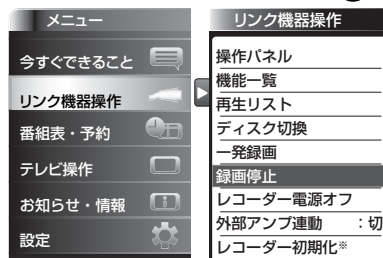 メニュー
今すぐできること
リンク機器操作
番組表・予約
テレビ操作
お知らせ・情報
設定
リンク機器操作
操作パネル
機能一覧
再生リスト
ディスク切換
一発録画
録画停止
レコーダー電源オフ
外部アンプ連動 ：切
レコーダー初期化※